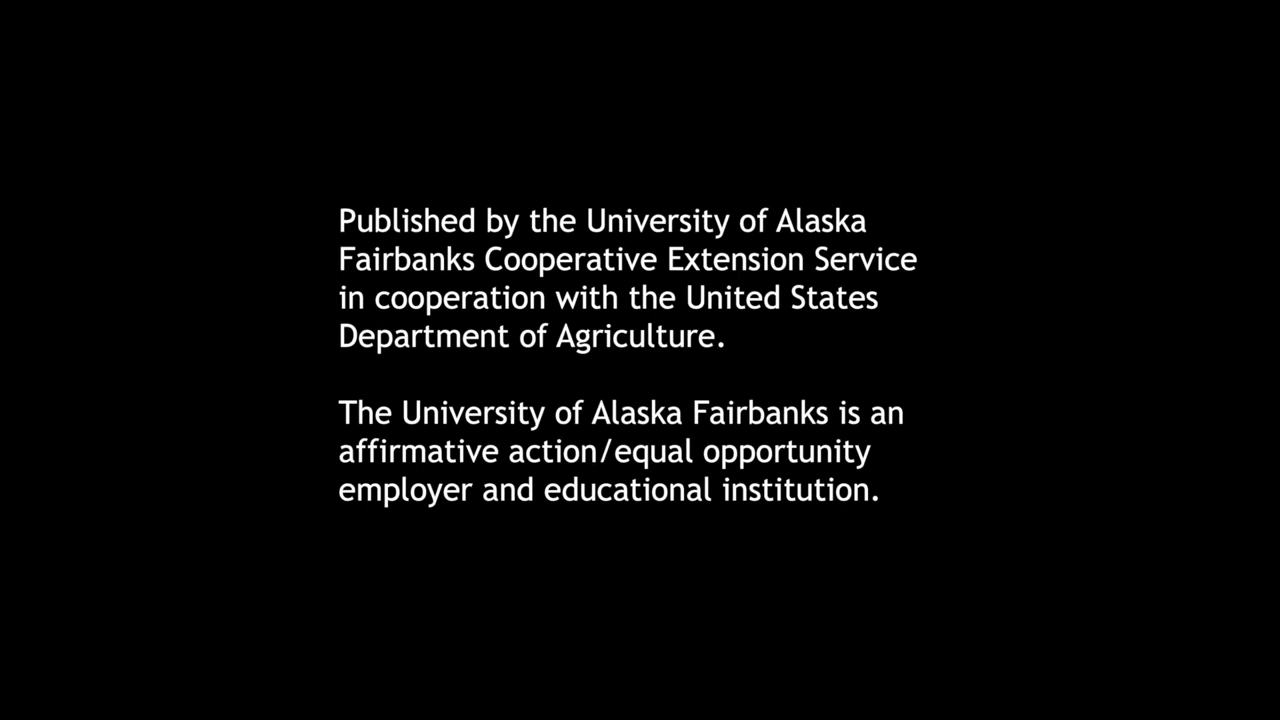 Published by the University of Alaska
Fairbanks Cooperative Extension Service
in cooperation with the United States
Department of Agriculture.
The University of Alaska Fairbanks is an
affirmative action/equal opportunity
employer and educational institution.